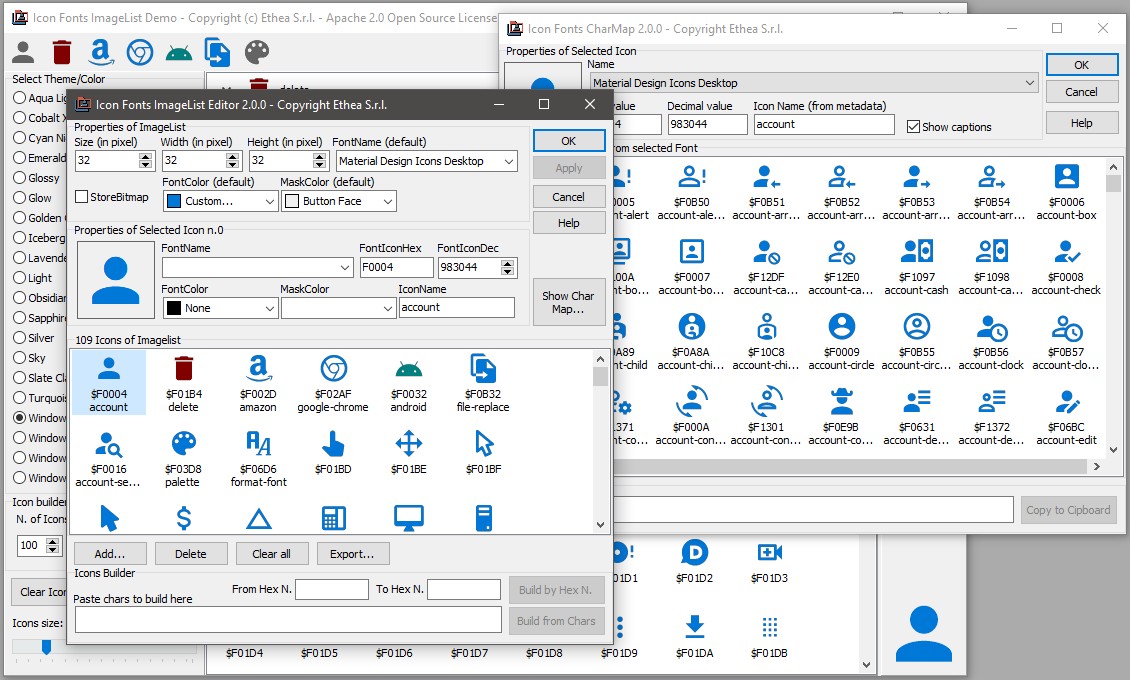 Icon Fonts ImageList Demo - Copyright (c) Ethea S.r.l. - Apache 2.0 Open Source License
Select Theme/Color
Aqua Lig
Cobalt X
Cyan Ni
Emerald
Glossy
Glow
Golden
Iceberg
Lavende
Light
Obsidian
Sapphire
Silver
Sky
Slate Cla
Turquois
Window
Window
Window
Window
Icon builder
N. of Icons
100
Clear Icon
Icons size:
delete
Icon Fonts CharMap 2.0.0 - Copyright Ethea S.r.l.
Properties of Selected Icon
Name
Material Design Icons Desktop
OK
value Decimal value Icon Name (from metadata)
4 983044 account
Show captions
Cancel
Help
from selected Font
0005 $F0B50 $F0B51 $F0B52 $F0B53 $F0B54 $F0006
ount-alert account-ale... account-arr... account-arr... account-arr... account-arr... account-box
100A $F0007 $F12DF $F12E0 $F1097 $F1098 $F0008
nt-bo... account-bo... account-ca... account-ca... account-cash account-ca... account-check
0A89 $F0A8A $F10C8 $F0009 $F0B55 $F0B56 $F0B57
nt-child account-chi... account-chi... account-circle account-circ... account-clock account-clo...
1371 $F000A $F1301 $F0E9B $F0631 $F1372 $F06BC
nt-co... account-con... account-con... account-co... account-de... account-de... account-edit
Copy to Clipboard
Icon Fonts ImageList Editor 2.0.0 - Copyright Ethea S.r.l.
Properties of ImageList
Size (in pixel) Width (in pixel) Height (in pixel) FontName (default)
32 32 32 Material Design Icons Desktop
StoreBitmap
FontColor (default) MaskColor (default)
Custom... Button Face
OK
Apply
Cancel
Help
Properties of Selected Icon n.0
FontName FontIconHex FontIconDec
F0004 983044
FontColor MaskColor IconName
None account
Show Char
Map...
109 Icons of Imagelist
$F0004 $F01B4 $F002D $F02AF $F0032 $F0B32
account delete amazon google-chrome android file-replace
$F0016 $F03D8 $F06D6 $F01BD $F01BE $F01BF
account-se... palette format-font
Add... Delete Clear all Export...
Icons Builder
From Hex N. To Hex N. Build by Hex N.
Paste chars to build here
Build from Chars
$F01D1 $F01D2 $F01D3
$F01D4 $F01D5 $F01D6 $F01D7 $F01D8 $F01D9 $F01DA $F01DB